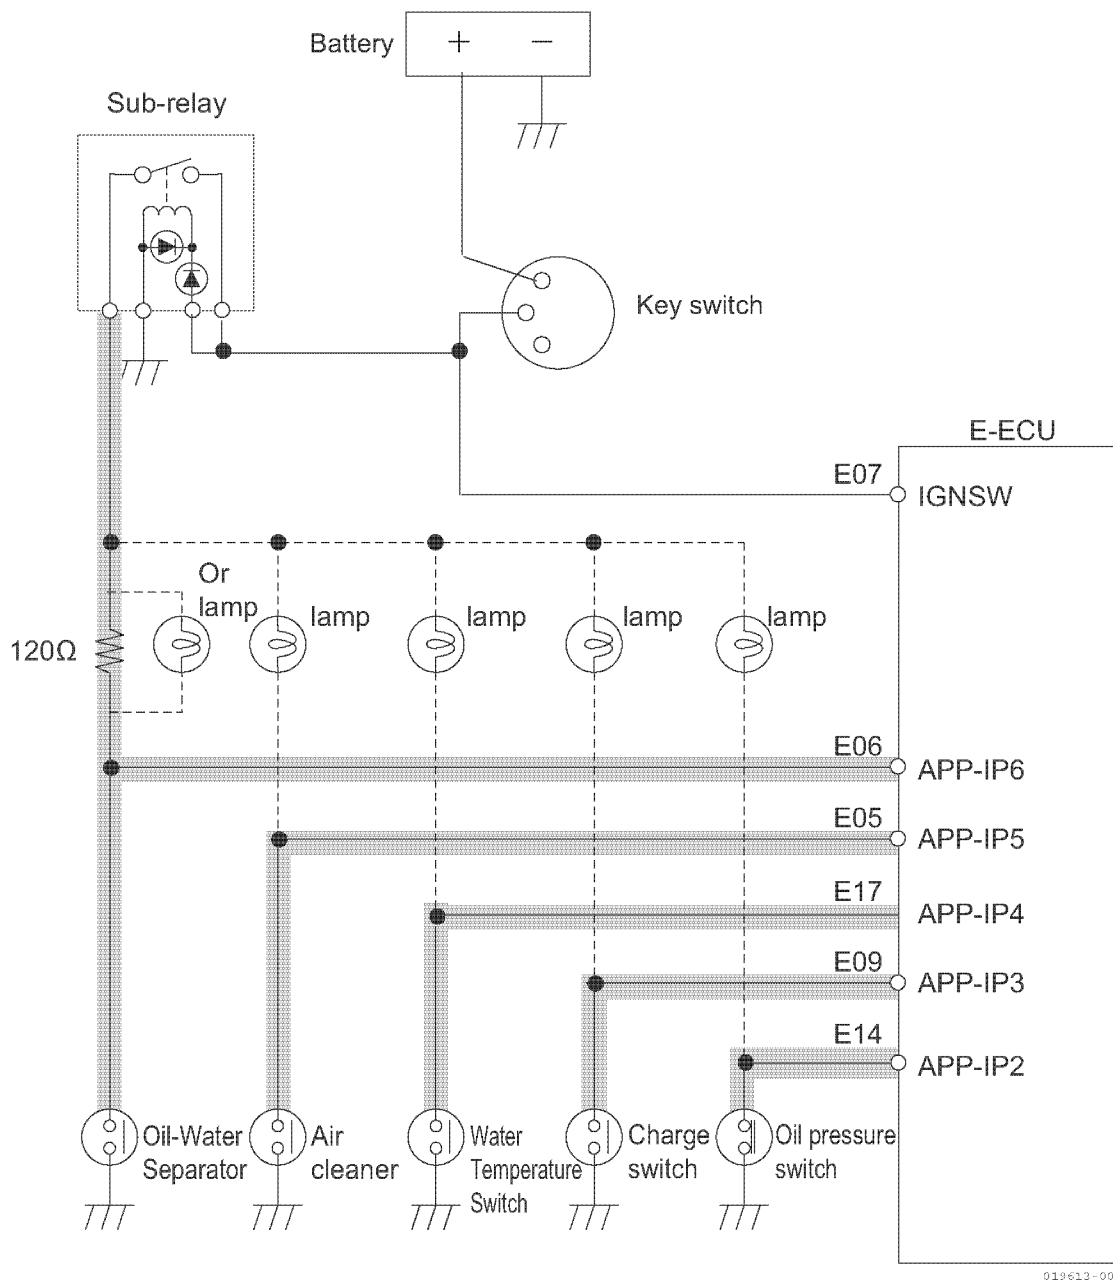 Battery
+ −
Sub-relay
Key switch
E-ECU
E07
IGNSW
Or
lamp
lamp
lamp
lamp
lamp
120Ω
E06
APP-IP6
E05
APP-IP5
E17
APP-IP4
E09
APP-IP3
E14
APP-IP2
Oil-Water
Separator
Air
cleaner
Water
Temperature
Switch
Charge
switch
Oil pressure
switch
019613-00